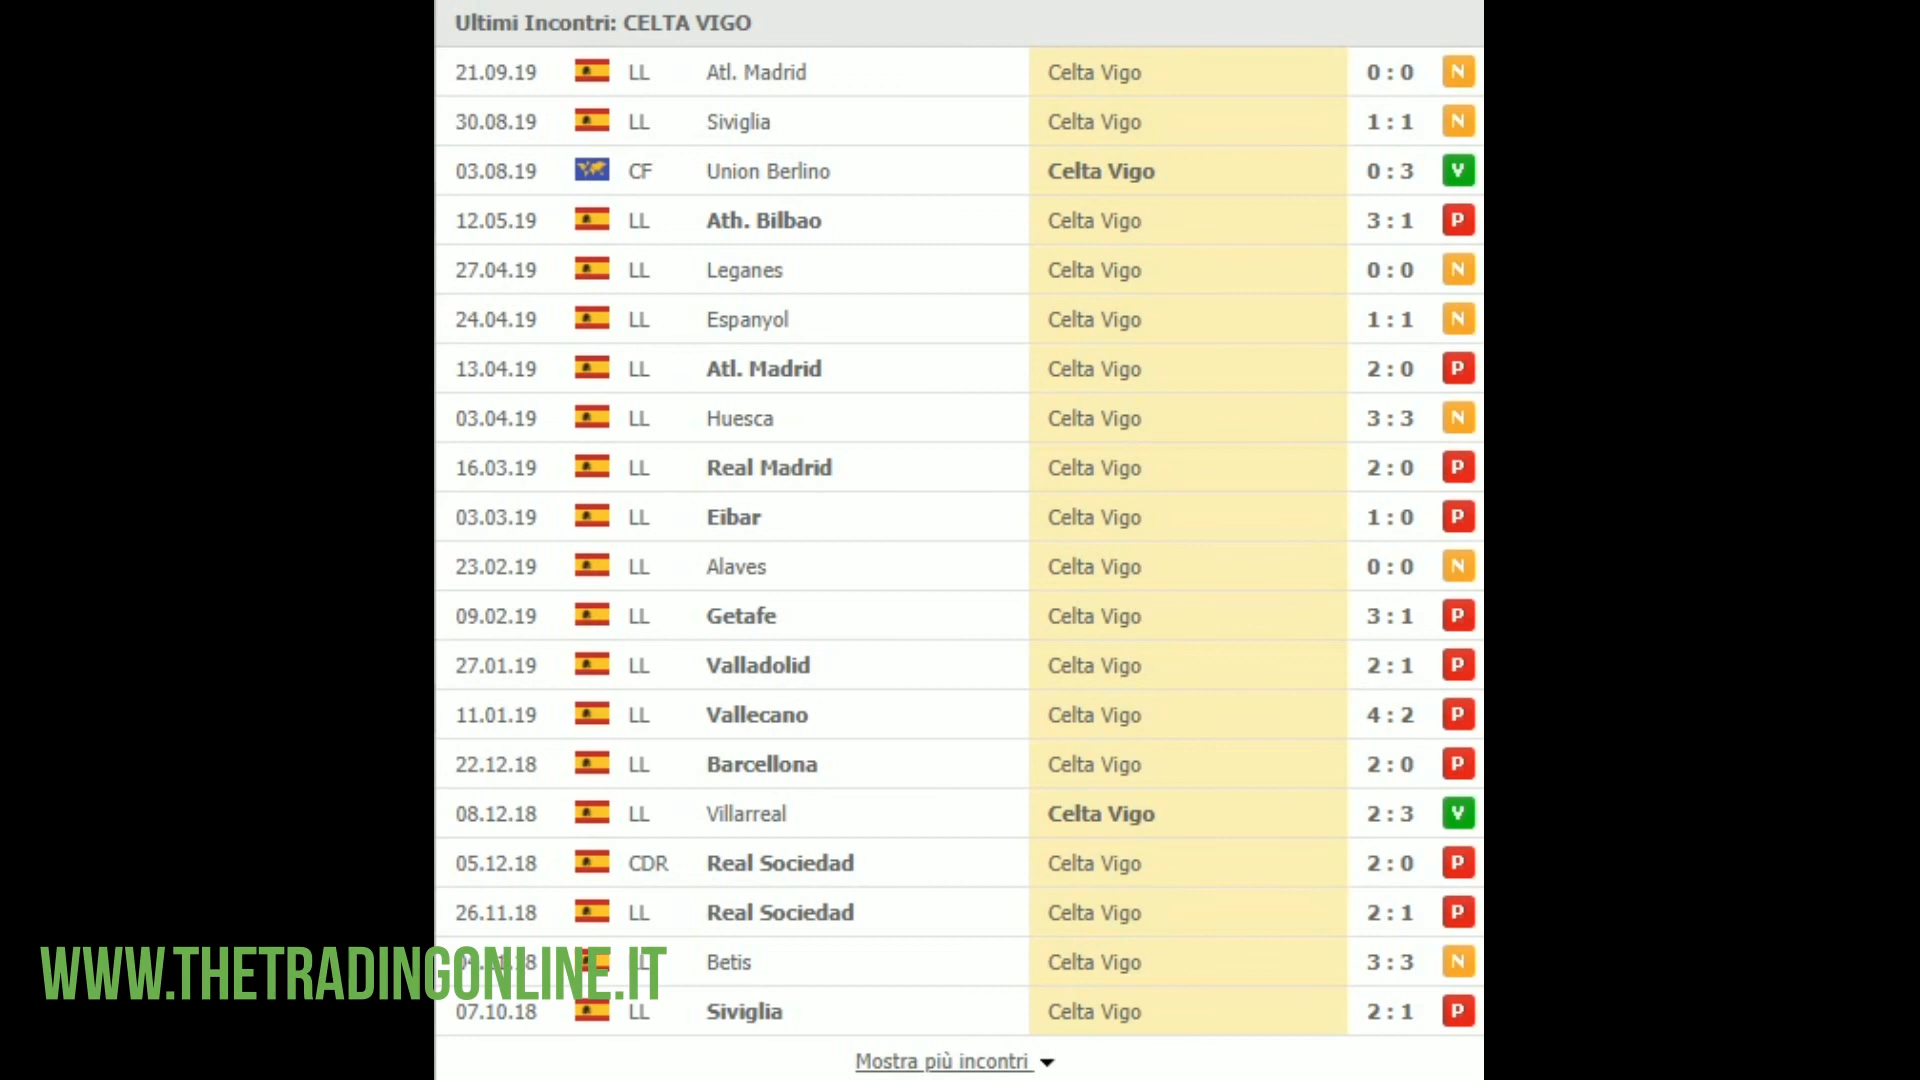 Ultimi Incontri: CELTA VIGO
21.09.19 LL Atl. Madrid Celta Vigo 0 : 0 N
30.08.19 LL Siviglia Celta Vigo 1 : 1 N
03.08.19 CF Union Berlino Celta Vigo 0 : 3 V
12.05.19 LL Ath. Bilbao Celta Vigo 3 : 1 P
27.04.19 LL Leganes Celta Vigo 0 : 0 N
24.04.19 LL Espanyol Celta Vigo 1 : 1 N
13.04.19 LL Atl. Madrid Celta Vigo 2 : 0 P
03.04.19 LL Huesca Celta Vigo 3 : 3 N
16.03.19 LL Real Madrid Celta Vigo 2 : 0 P
03.03.19 LL Eibar Celta Vigo 1 : 0 P
23.02.19 LL Alaves Celta Vigo 0 : 0 N
09.02.19 LL Getafe Celta Vigo 3 : 1 P
27.01.19 LL Valladolid Celta Vigo 2 : 1 P
11.01.19 LL Vallecano Celta Vigo 4 : 2 P
22.12.18 LL Barcellona Celta Vigo 2 : 0 P
08.12.18 LL Villarreal Celta Vigo 2 : 3 V
05.12.18 CDR Real Sociedad Celta Vigo 2 : 0 P
26.11.18 LL Real Sociedad Celta Vigo 2 : 1 P
Betis Celta Vigo 3 : 3 N
WWW.THETRADINGONLINE.IT
07.10.18 LL Siviglia Celta Vigo 2 : 1 P
Mostra più incontri